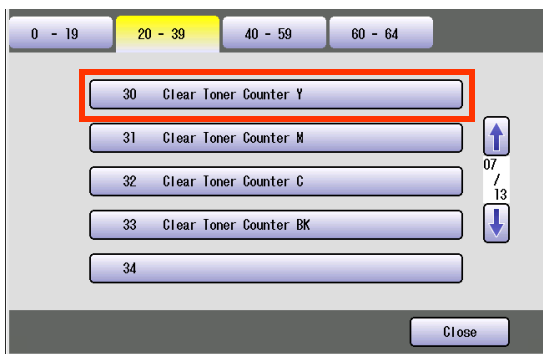 0 - 19 20 - 39 40 - 59 60 - 64
30 Clear Toner Counter Y
31 Clear Toner Counter M
32 Clear Toner Counter C
33 Clear Toner Counter BK
34
07
/
13
Close